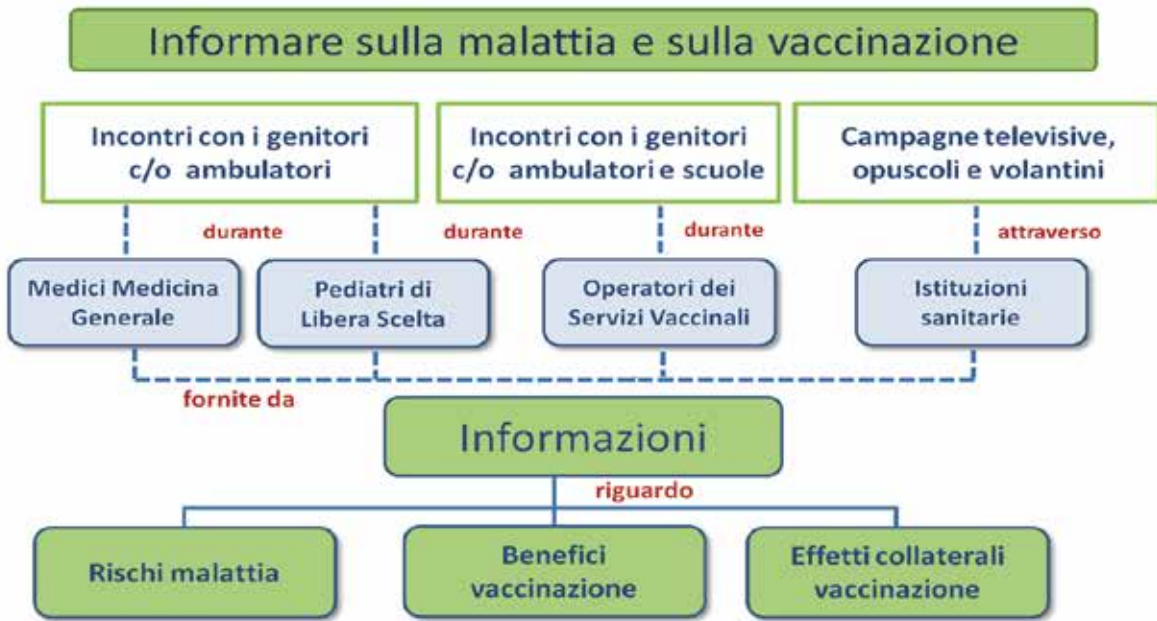 Informare sulla malattia e sulla vaccinazione
Incontri con i genitori
c/o ambulatori
Incontri con i genitori
c/o ambulatori e scuole
Campagne televisive,
opuscoli e volantini
durante
durante
durante
attraverso
Medici Medicina
Generale
Pediatri di
Libera Scelta
Operatori dei
Servizi Vaccinali
Istituzioni
sanitarie
fornite da
Informazioni
riguardo
Rischi malattia
Benefici
vaccinazione
Effetti collaterali
vaccinazione